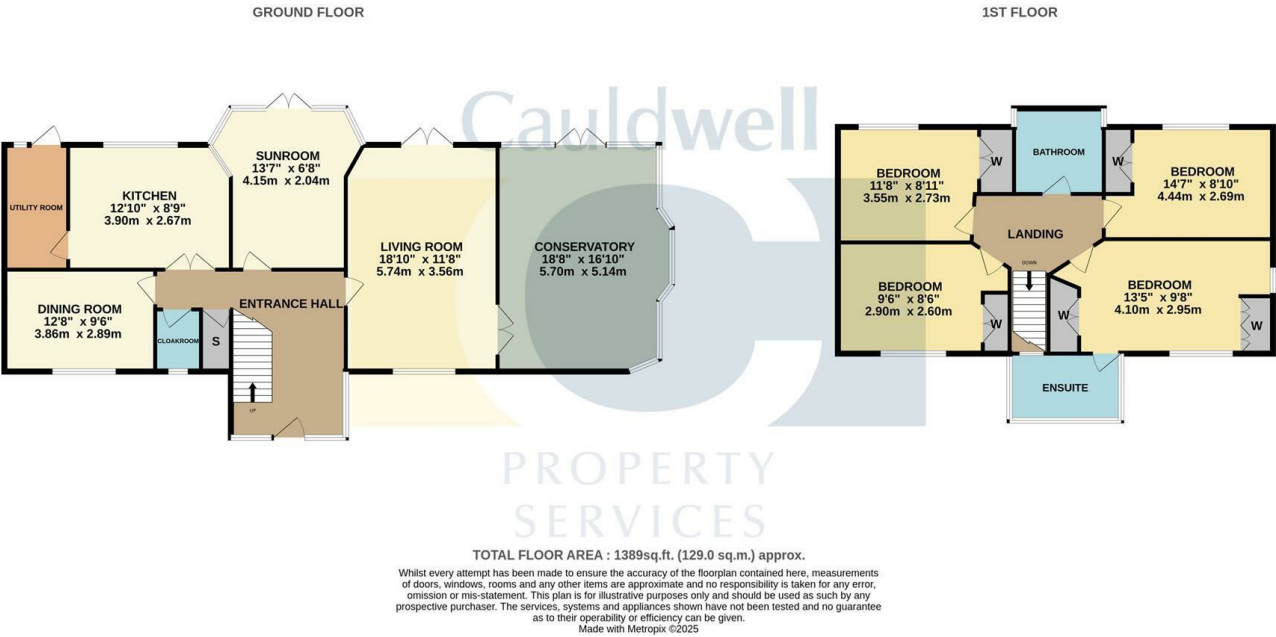 GROUND FLOOR
1ST FLOOR
Cauldwell
PROPERTY
SERVICES
UTILITY ROOM
KITCHEN
12'10" x 8'9"
3.90m x 2.67m
SUNROOM
13'7" x 6'8"
4.15m x 2.04m
LIVING ROOM
18'10" x 11'8"
5.74m x 3.56m
CONSERVATORY
18'8" x 16'10"
5.70m x 5.14m
DINING ROOM
12'8" x 9'6"
3.86m x 2.89m
ENTRANCE HALL
CLOAKROOM
S
UP
BEDROOM
11'8" x 8'11"
3.55m x 2.73m
W
BATHROOM
W
BEDROOM
14'7" x 8'10"
4.44m x 2.69m
LANDING
DOWN
BEDROOM
9'6" x 8'6"
2.90m x 2.60m
W
W
BEDROOM
13'5" x 9'8"
4.10m x 2.95m
W
ENSUITE
TOTAL FLOOR AREA : 1389sq.ft. (129.0 sq.m.) approx.
Whilst every attempt has been made to ensure the accuracy of the floorplan contained here, measurements
of doors, windows, rooms and any other items are approximate and no responsibility is taken for any error,
omission or mis-statement. This plan is for illustrative purposes only and should be used as such by any
prospective purchaser. The services, systems and appliances shown have not been tested and no guarantee
as to their operability or efficiency can be given.
Made with Metropix ©2025